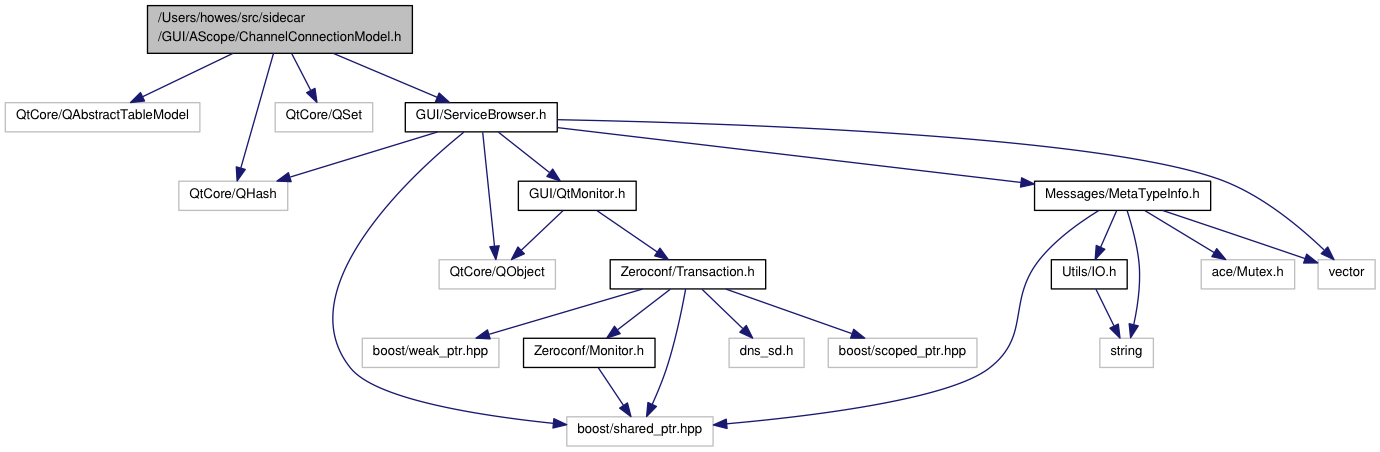 /Users/howes/src/sidecar
/GUI/AScope/ChannelConnectionModel.h
QtCore/QAbstractTableModel
QtCore/QSet
GUI/ServiceBrowser.h
QtCore/QHash
GUI/QtMonitor.h
Messages/MetaTypeInfo.h
QtCore/QObject
Zeroconf/Transaction.h
Utils/IO.h
ace/Mutex.h
vector
boost/weak_ptr.hpp
Zeroconf/Monitor.h
dns_sd.h
boost/scoped_ptr.hpp
string
boost/shared_ptr.hpp